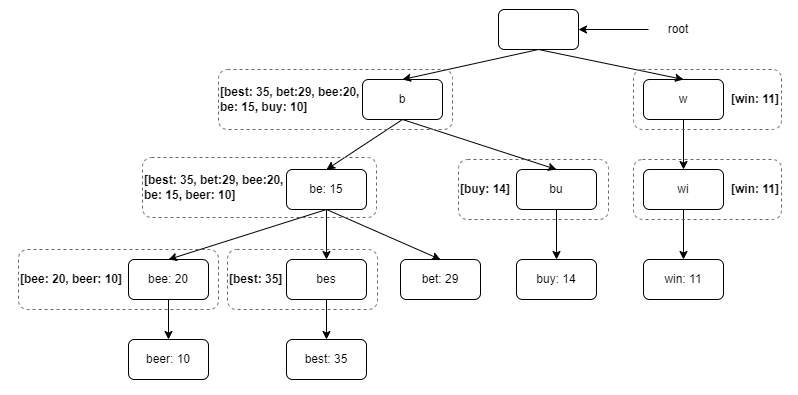 root
[best: 35, bet:29, bee:20,
be: 15, buy: 10]
b
w
[win: 11]
[best: 35, bet:29, bee:20,
be: 15, beer: 10]
be: 15
[buy: 14]
bu
wi
[win: 11]
[bee: 20, beer: 10]
bee: 20
[best: 35]
bes
bet: 29
buy: 14
win: 11
beer: 10
best: 35